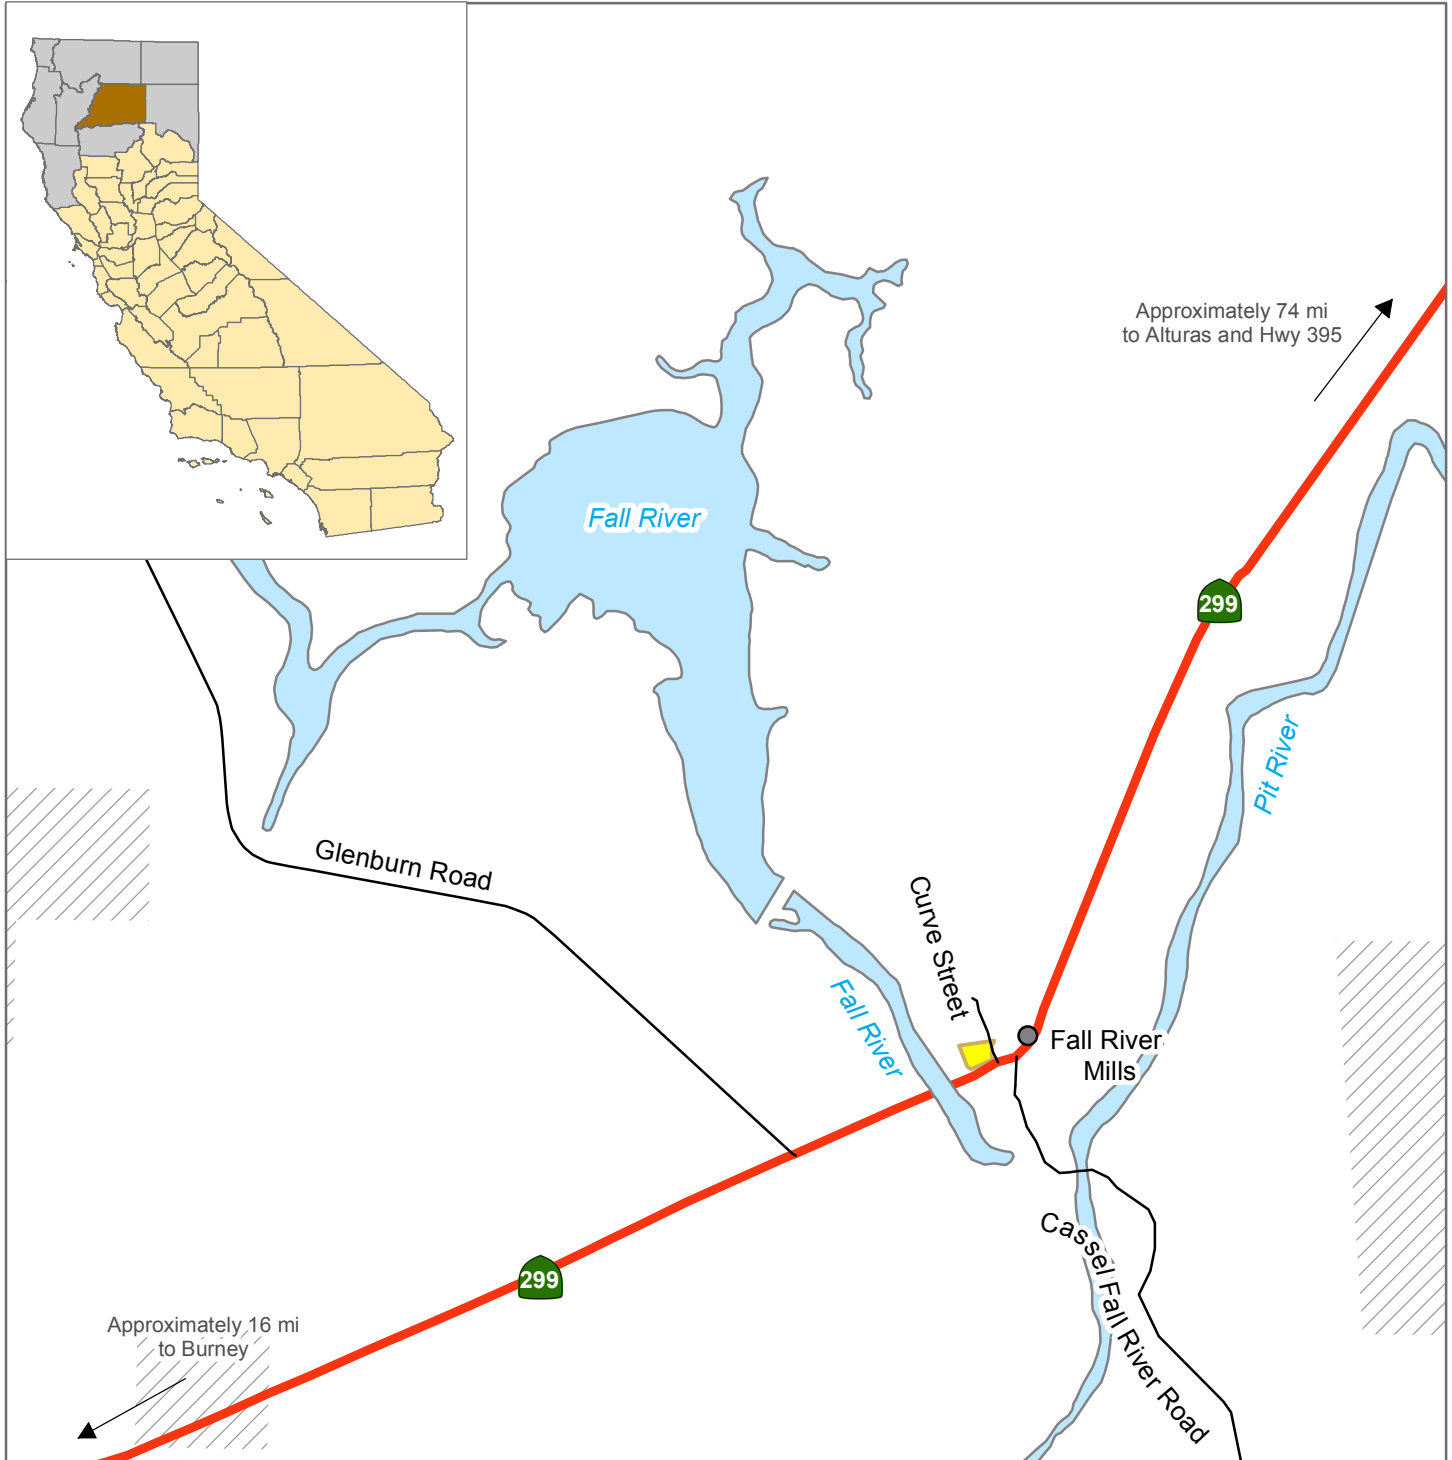 Approximately 74 mi
to Alturas and Hwy 395
Fall River
299
Pit River
Glenburn Road
Curve Street
Fall River
Fall River
Mills
Cassel Fall River Road
299
Approximately 16 mi
to Burney